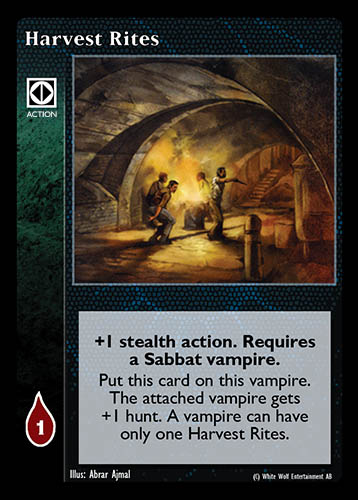 Harvest Rites
ACTION
+1 stealth action. Requires
a Sabbat vampire.
Put this card on this vampire.
The attached vampire gets
+1 hunt. A vampire can have
only one Harvest Rites.
1
Illus: Abrar Ajmal
(C) White Wolf Entertainment AB